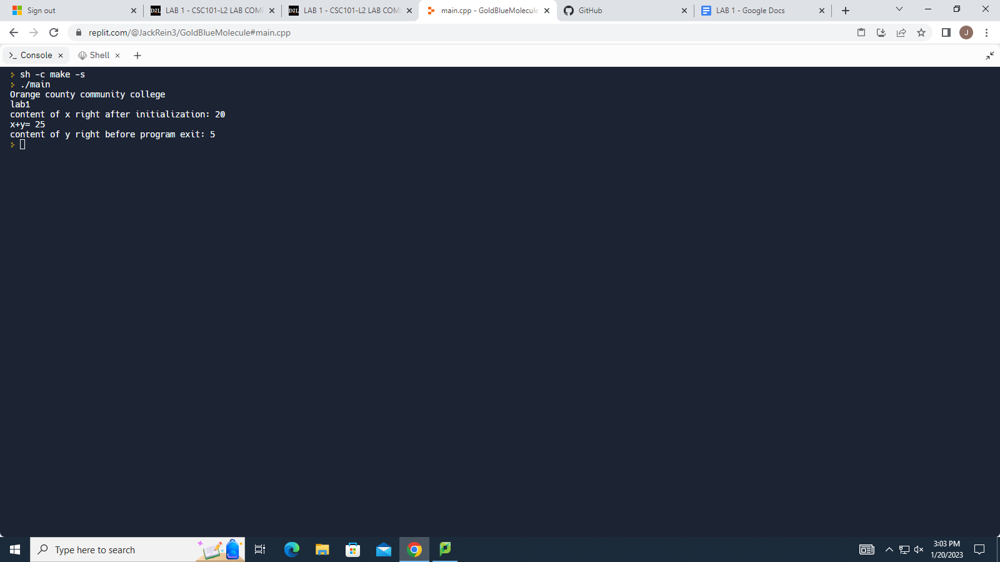 Sign out
LAB 1 - CSC101-L2 LAB COMP
LAB 1 - CSC101-L2 LAB COM
main.cpp - GoldBlueMolecule
GitHub
LAB 1 - Google Docs
replit.com/@JackRein3/GoldBlueMolecule#main.cpp
J
Console
Shell
sh -c make -s
./main
Orange county community college
lab1
content of x right after initialization: 20
x+y= 25
content of y right before program exit: 5
Type here to search
3:03 PM
1/20/2023